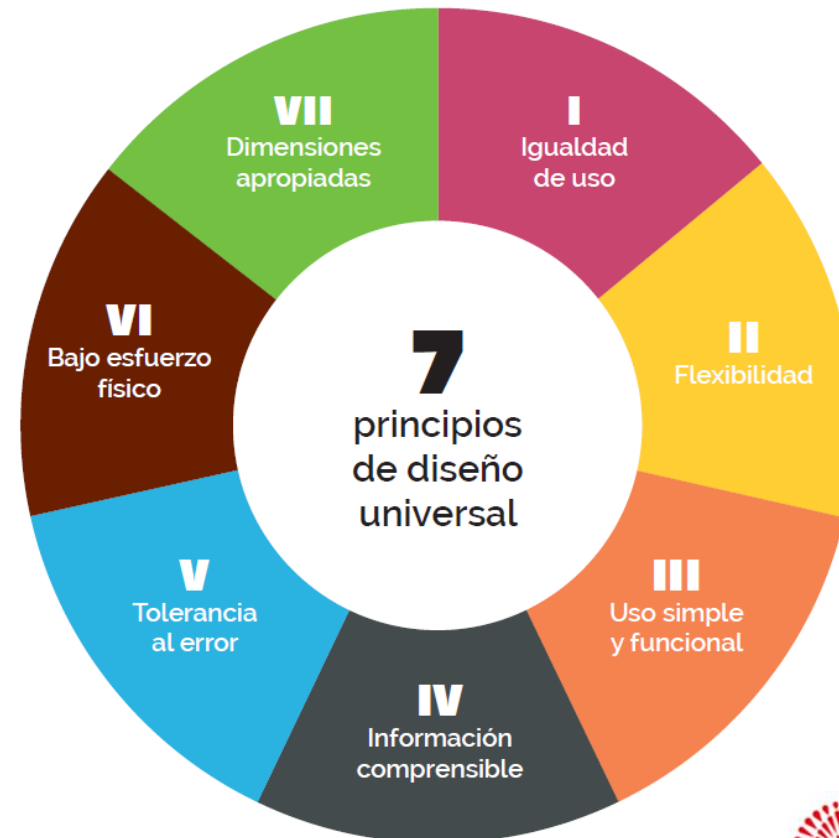 7
principios
de diseño
universal
I
Igualdad
de uso
II
Flexibilidad
III
Uso simple
y funcional
IV
Información
comprensible
V
Tolerancia
al error
VI
Bajo esfuerzo
físico
VII
Dimensiones
apropiadas